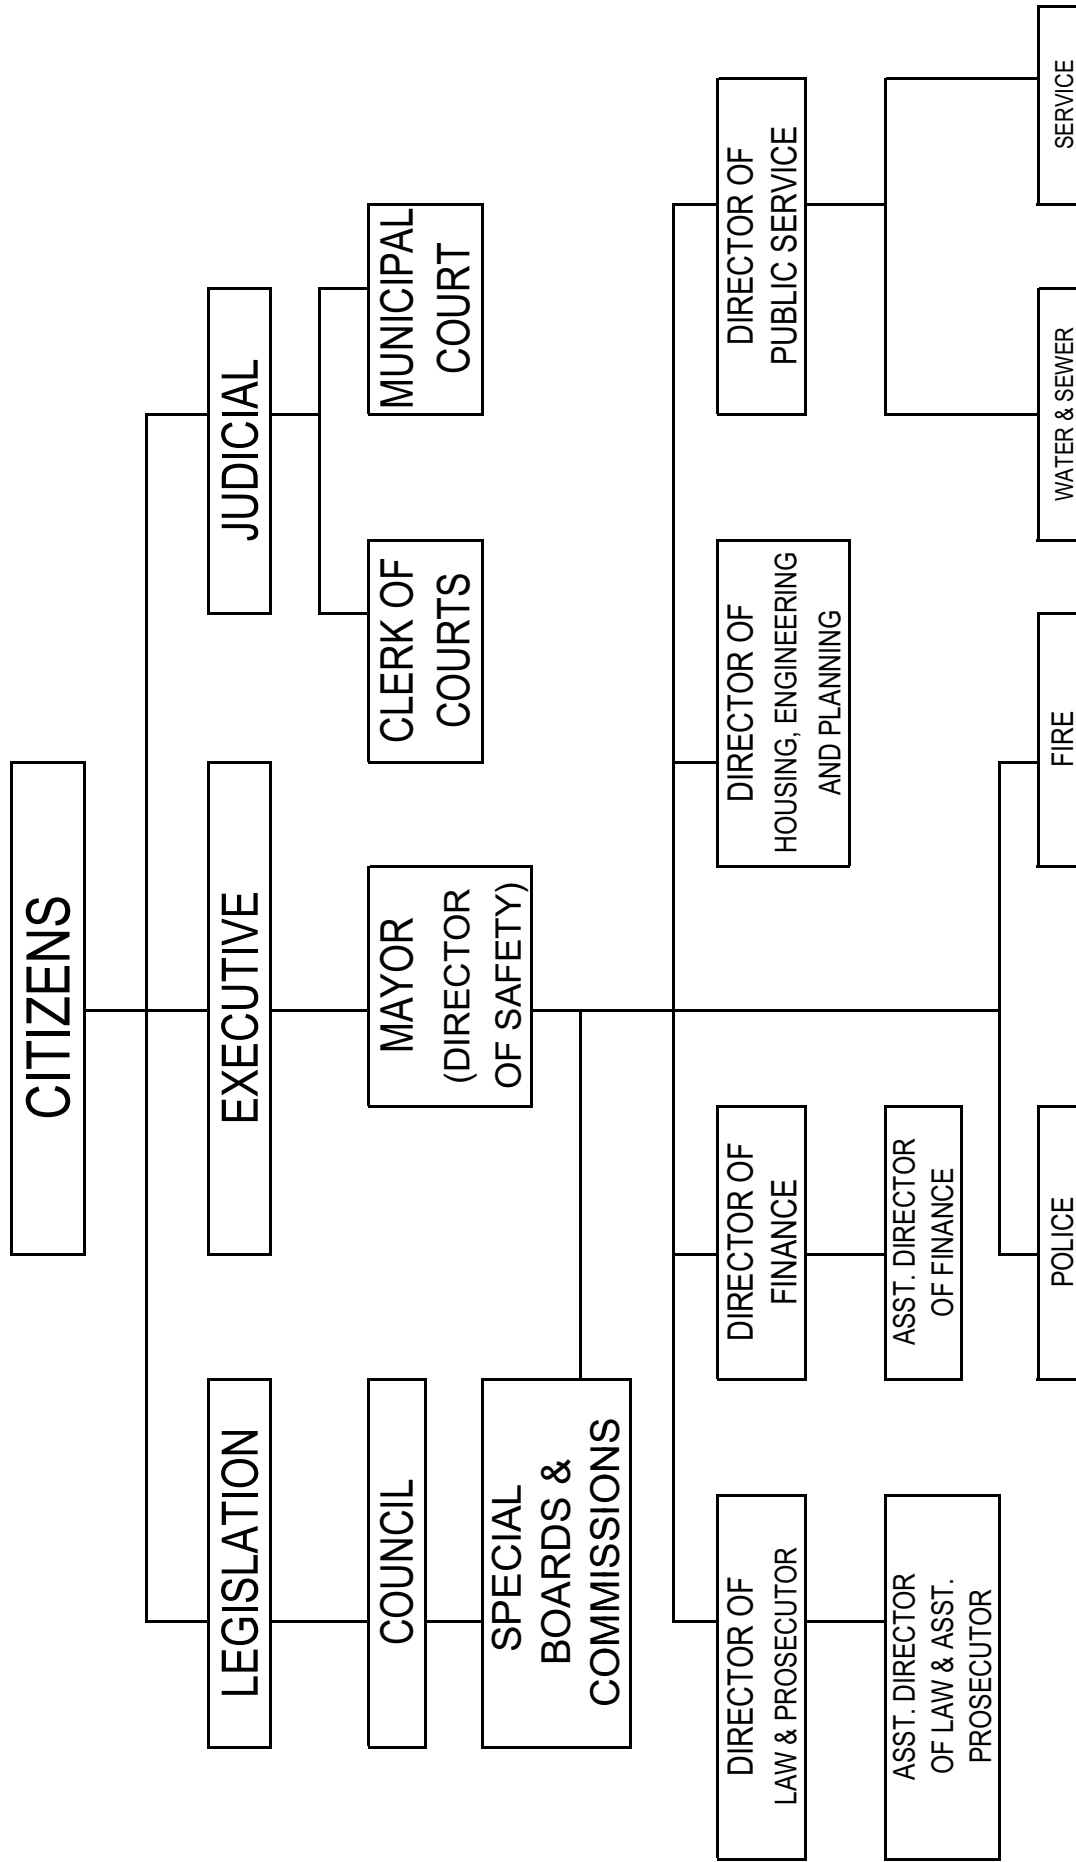 CITIZENS
LEGISLATION
EXECUTIVE
JUDICIAL
COUNCIL
MAYOR
(DIRECTOR
OF SAFETY)
CLERK OF
COURTS
MUNICIPAL
COURT
SPECIAL
BOARDS &
COMMISSIONS
DIRECTOR OF
LAW & PROSECUTOR
DIRECTOR OF
FINANCE
DIRECTOR OF
HOUSING, ENGINEERING
AND PLANNING
DIRECTOR OF
PUBLIC SERVICE
ASST. DIRECTOR
OF LAW & ASST.
PROSECUTOR
ASST. DIRECTOR
OF FINANCE
POLICE
FIRE
WATER & SEWER
SERVICE